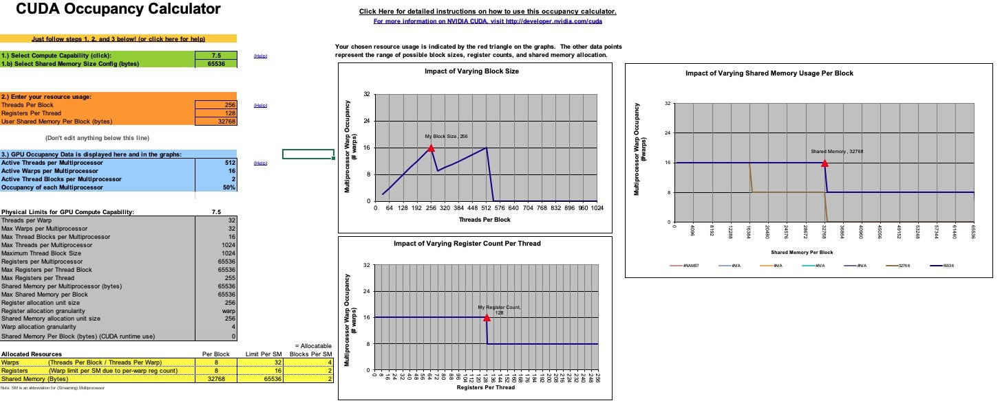 CUDA Occupancy Calculator
Just follow steps 1, 2, and 3 below! (or click here for help)
1.) Select Compute Capability (click): 7.5 (Help)
1.b) Select Shared Memory Size Config (bytes) 65536
2.) Enter your resource usage:
Threads Per Block 256 (Help)
Registers Per Thread 128
User Shared Memory Per Block (bytes) 32768
(Don't edit anything below this line)
3.) GPU Occupancy Data is displayed here and in the graphs:
Active Threads per Multiprocessor 512 (Help)
Active Warps per Multiprocessor 16
Active Thread Blocks per Multiprocessor 2
Occupancy of each Multiprocessor 50%
Physical Limits for GPU Compute Capability: 7.5
Threads per Warp 32
Max Warps per Multiprocessor 32
Max Thread Blocks per Multiprocessor 16
Max Threads per Multiprocessor 1024
Maximum Thread Block Size 1024
Registers per Multiprocessor 65536
Max Registers per Thread Block 65536
Max Registers per Thread 255
Shared Memory per Multiprocessor (bytes) 65536
Max Shared Memory per Block 65536
Register allocation unit size 256
Register allocation granularity warp
Shared Memory allocation unit size 256
Warp allocation granularity 4
Shared Memory Per Block (bytes) (CUDA runtime use) 0
= Allocatable
Allocated Resources Per Block Limit Per SM Blocks Per SM
Warps (Threads Per Block / Threads Per Warp) 8 32 4
Registers (Warp limit per SM due to per-warp reg count) 8 16 2
Shared Memory (Bytes) 32768 65536 2
Note: SM is an abbreviation for (Streaming) Multiprocessor
Click Here for detailed instructions on how to use this occupancy calculator.
For more information on NVIDIA CUDA, visit http://developer.nvidia.com/cuda
Your chosen resource usage is indicated by the red triangle on the graphs. The other data points
represent the range of possible block sizes, register counts, and shared memory allocation.
Impact of Varying Block Size
Multiprocessor Warp Occupancy
(# warps)
32
24
16
8
0
My Block Size, 256
0 64 128 192 256 320 384 448 512 576 640 704 768 832 896 960 1024
Threads Per Block
Impact of Varying Register Count Per Thread
Multiprocessor Warp Occupancy
(# warps)
32
24
16
8
0
My Register Count,
128
0 8 16 24 32 40 48 56 64 72 80 88 96 104 112 120 128 136 144 152 160 168 176 184 192 200 208 216 224 232 240 248 256
Registers Per Thread
Impact of Varying Shared Memory Usage Per Block
Multiprocessor Warp Occupancy
(# warps)
32
24
16
8
0
Shared Memory, 32768
0 4096 8192 12288 16384 20480 24576 28672 32768 36864 40960 45056 49152 53248 57344 61440 65536
Shared Memory Per Block
#NAME? #N/A #N/A #N/A #N/A 32768 65536